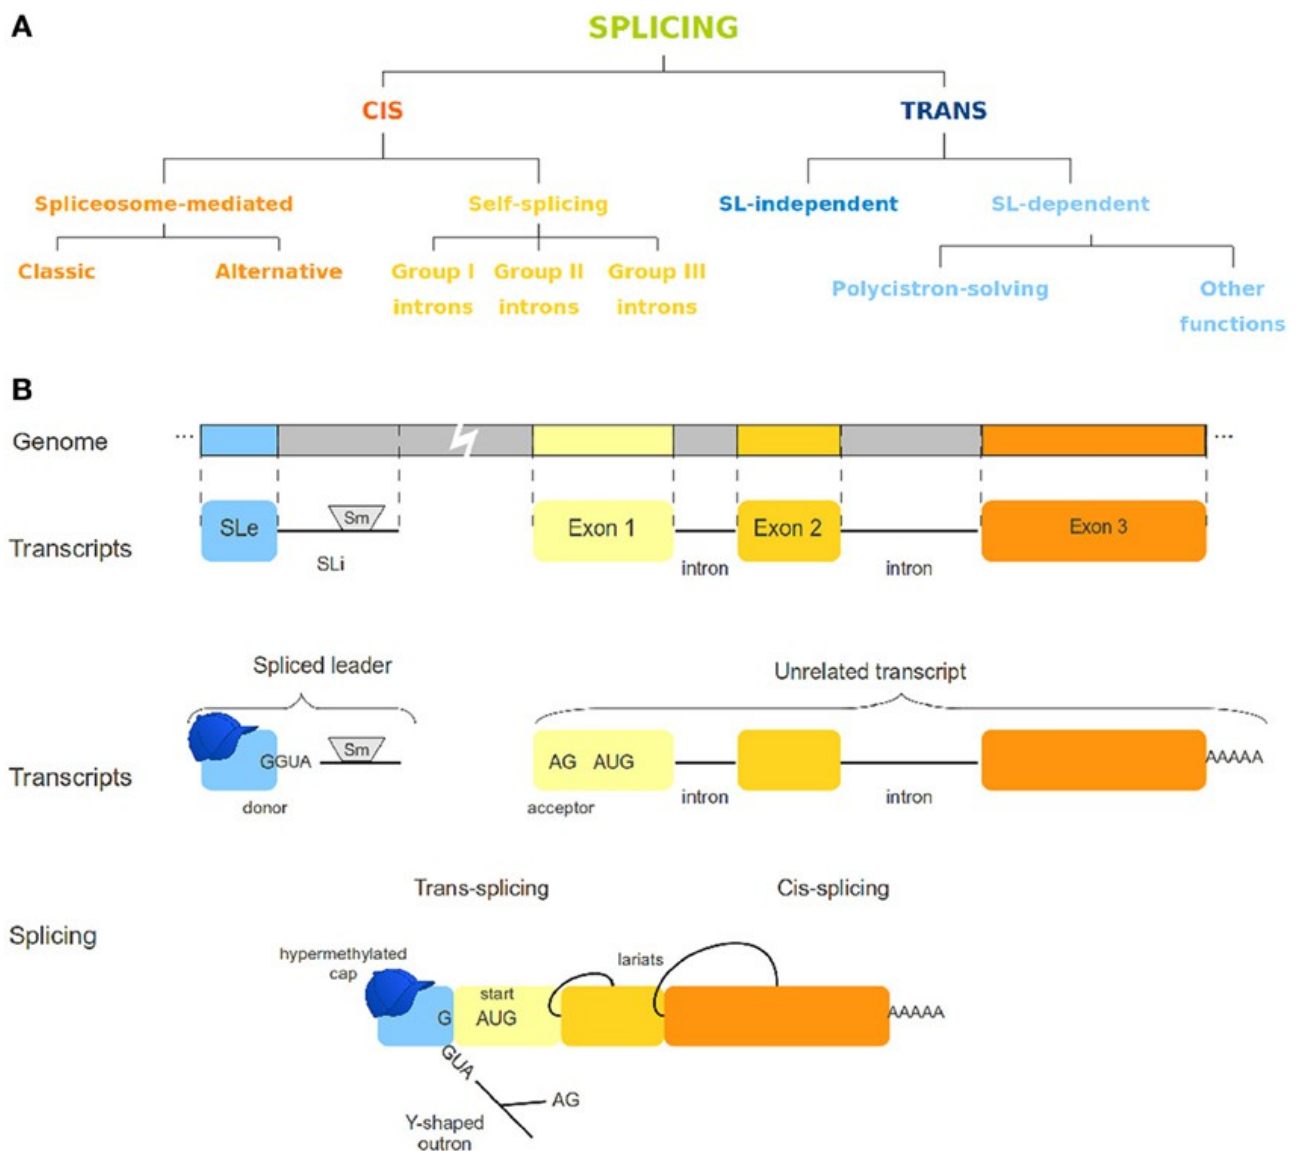 A
SPLICING
CIS TRANS
Spliceosome-mediated Self-splicing SL-independent SL-dependent
Classic Alternative Group I introns Group II introns Group III introns
Polycistron-solving Other functions
B
Genome ... ...
Transcripts SLe Sm Exon 1 Exon 2 Exon 3
SLi intron intron
Spliced leader Unrelated transcript
Transcripts GGUA Sm AG AUG AAAAA
donor acceptor intron intron
Trans-splicing Cis-splicing
Splicing
hypermethylated cap
lariats
G start AUG AAAAA
GUA
AG
Y-shaped outron